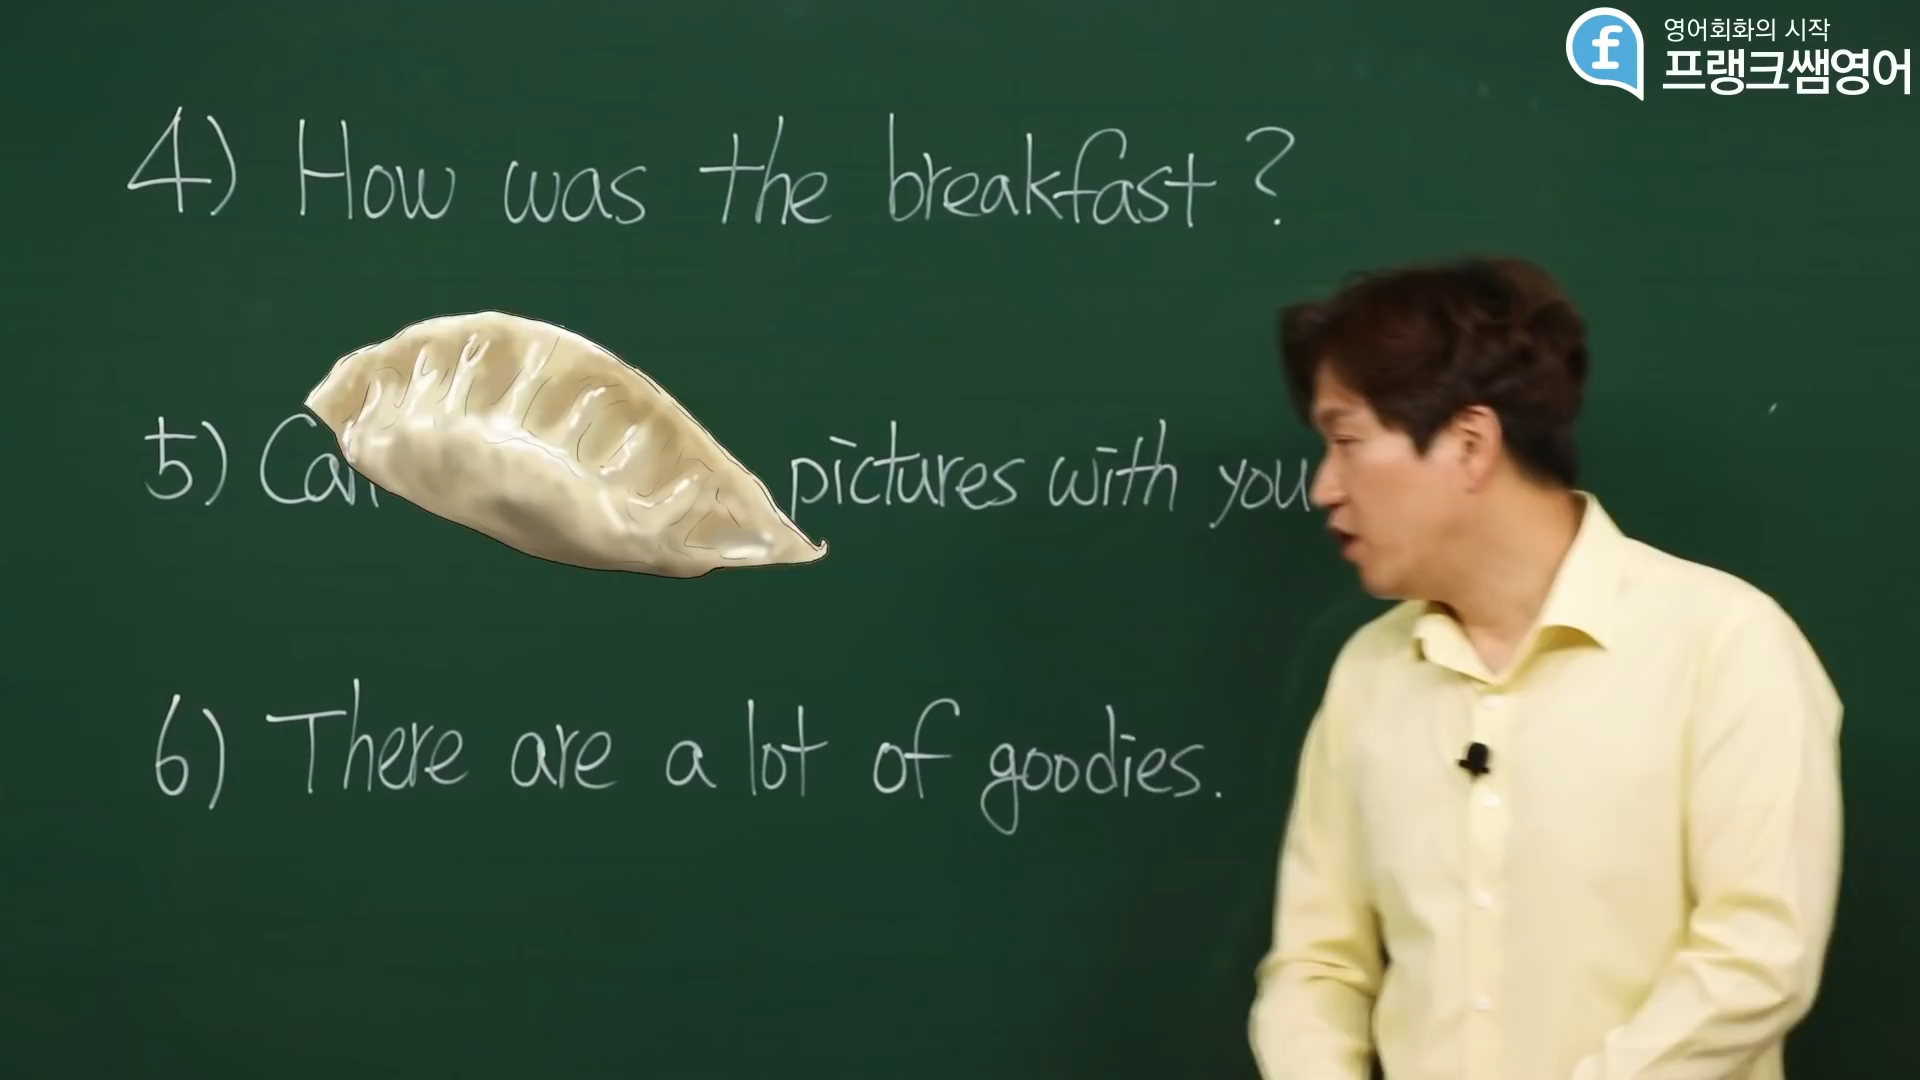 영어회화의 시작
프랭크쌤영어
4) How was the breakfast?
5) pictures with you
6) There are a lot of goodies.